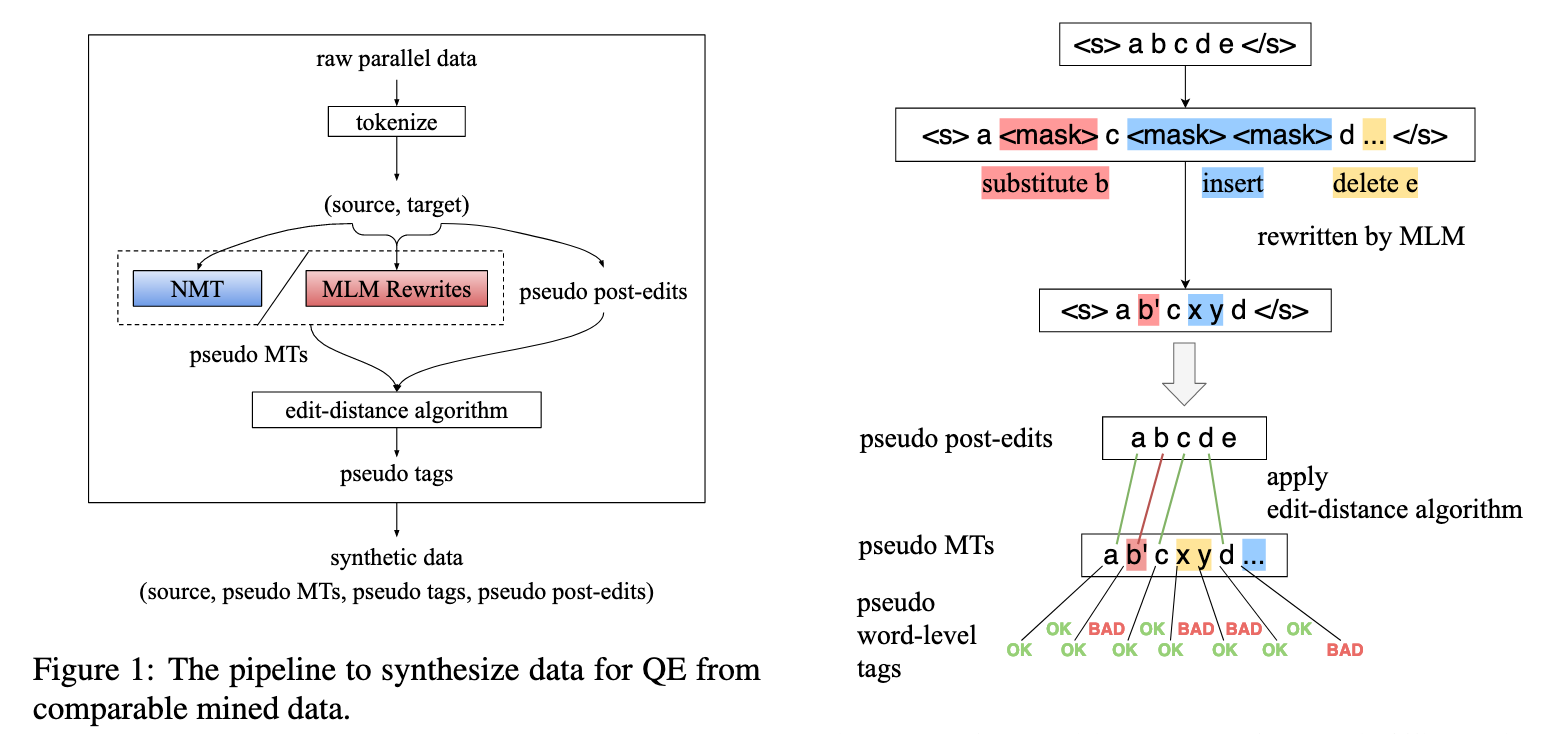 raw parallel data
tokenize
(source, target)
NMT
MLM Rewrites
pseudo post-edits
pseudo MTs
edit-distance algorithm
pseudo tags
synthetic data
(source, pseudo MTs, pseudo tags, pseudo post-edits)
Figure 1: The pipeline to synthesize data for QE from
comparable mined data.
<s> a b c d e </s>
<s> a <mask> c <mask> <mask> d ... </s>
substitute b
insert
delete e
rewritten by MLM
<s> a b' c x y d </s>
pseudo post-edits
a b c d e
apply
edit-distance algorithm
pseudo MTs
a b' c x y d ...
pseudo
word-level
tags
OK BAD OK BAD BAD OK
OK OK OK OK OK OK BAD